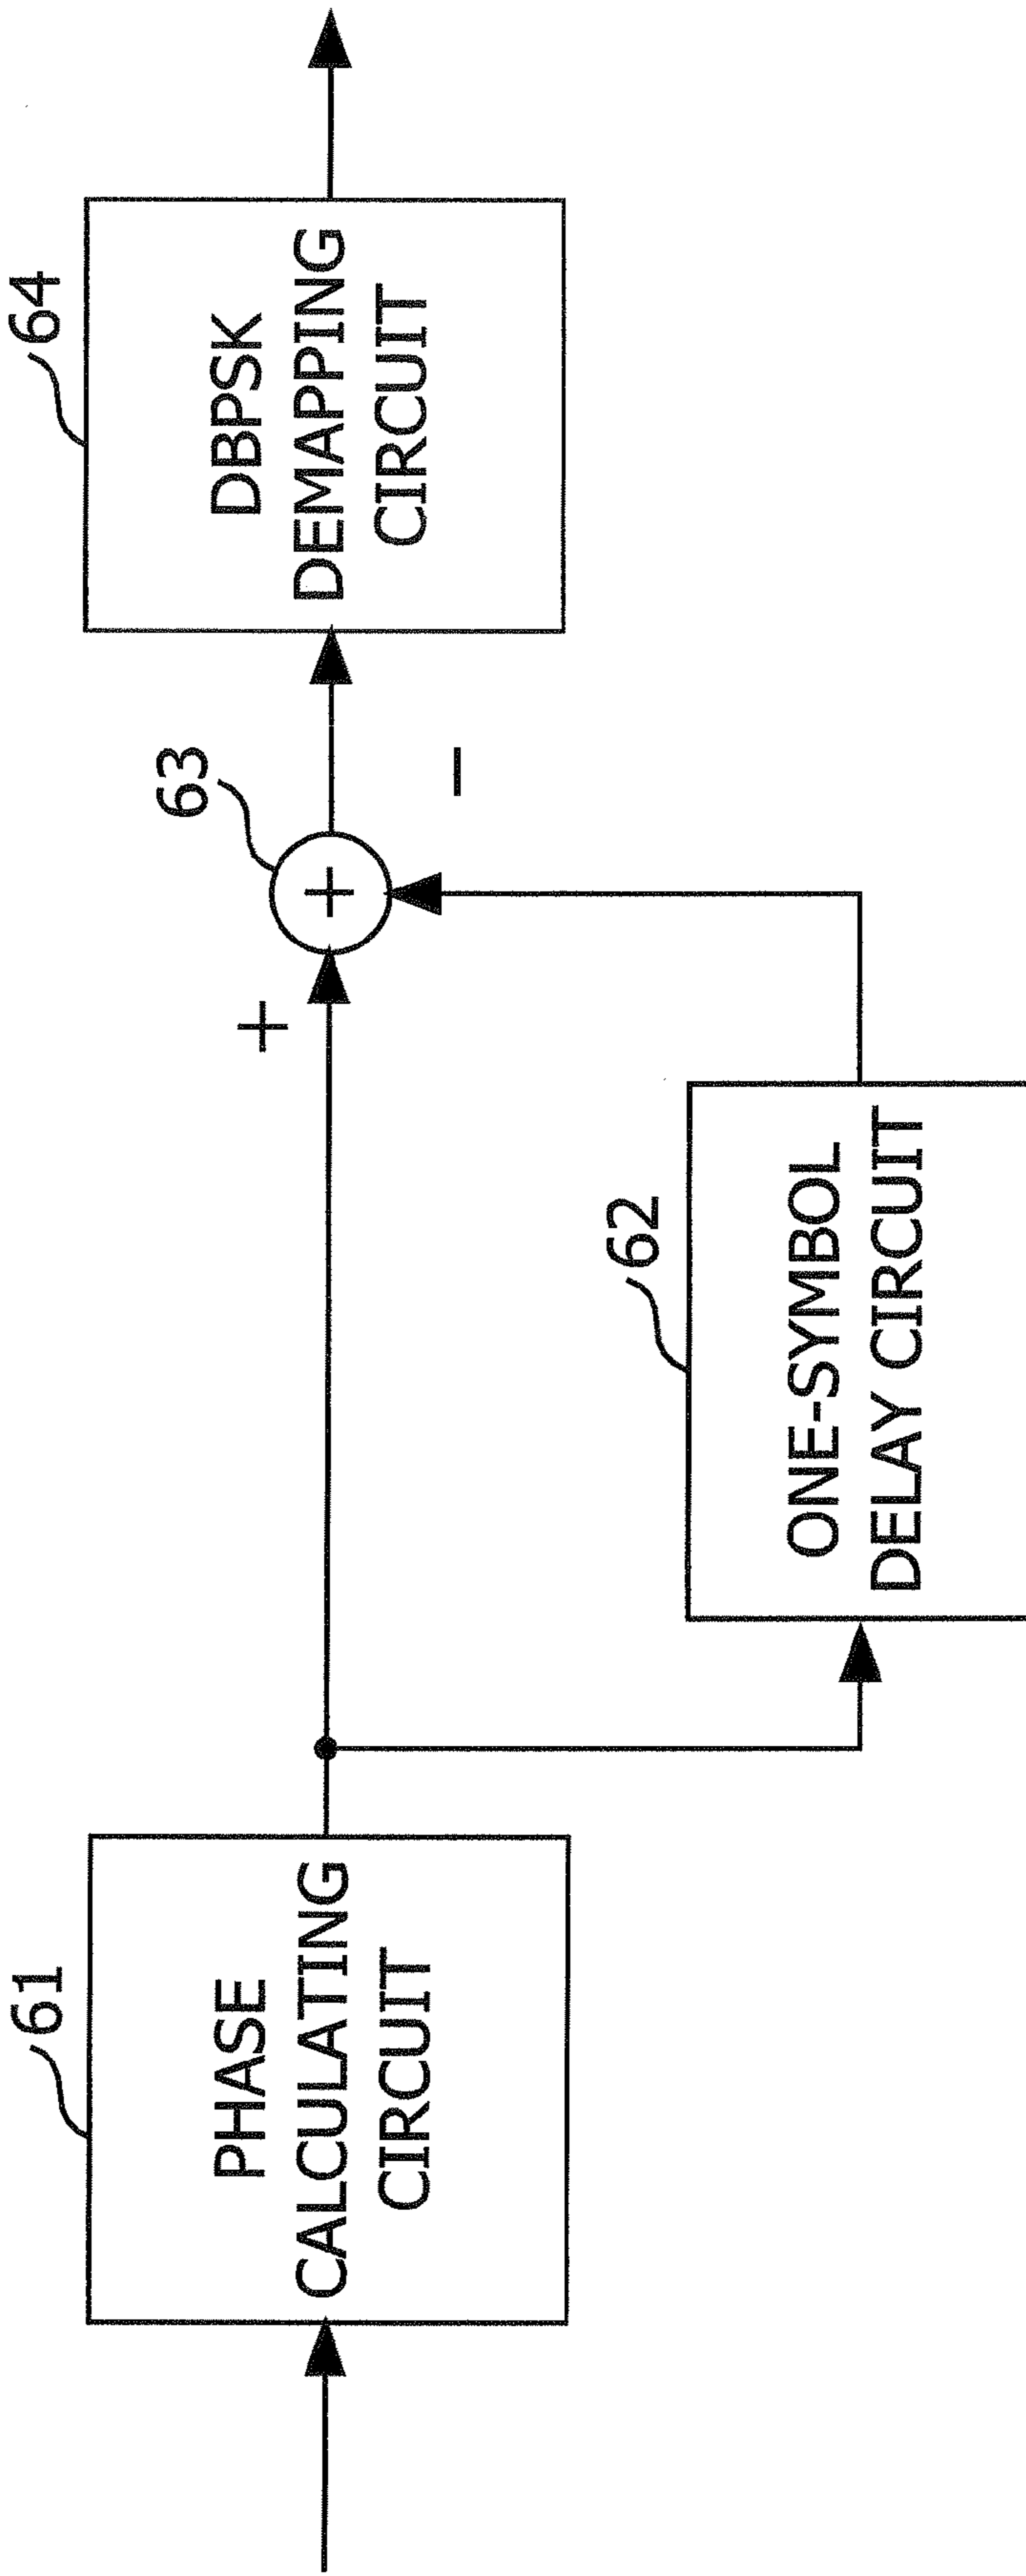 61
PHASE
CALCULATING
CIRCUIT
62
ONE-SYMBOL
DELAY CIRCUIT
+
63
+
−
64
DBPSK
DEMAPPING
CIRCUIT